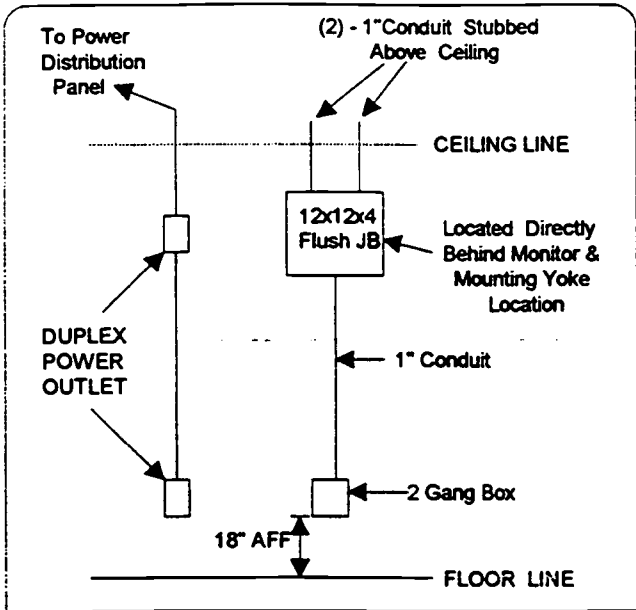 To Power
Distribution
Panel
(2) - 1" Conduit Stubbed
Above Ceiling
CEILING LINE
12x12x4
Flush JB
Located Directly
Behind Monitor &
Mounting Yoke
Location
DUPLEX
POWER
OUTLET
1" Conduit
2 Gang Box
18" AFF
FLOOR LINE